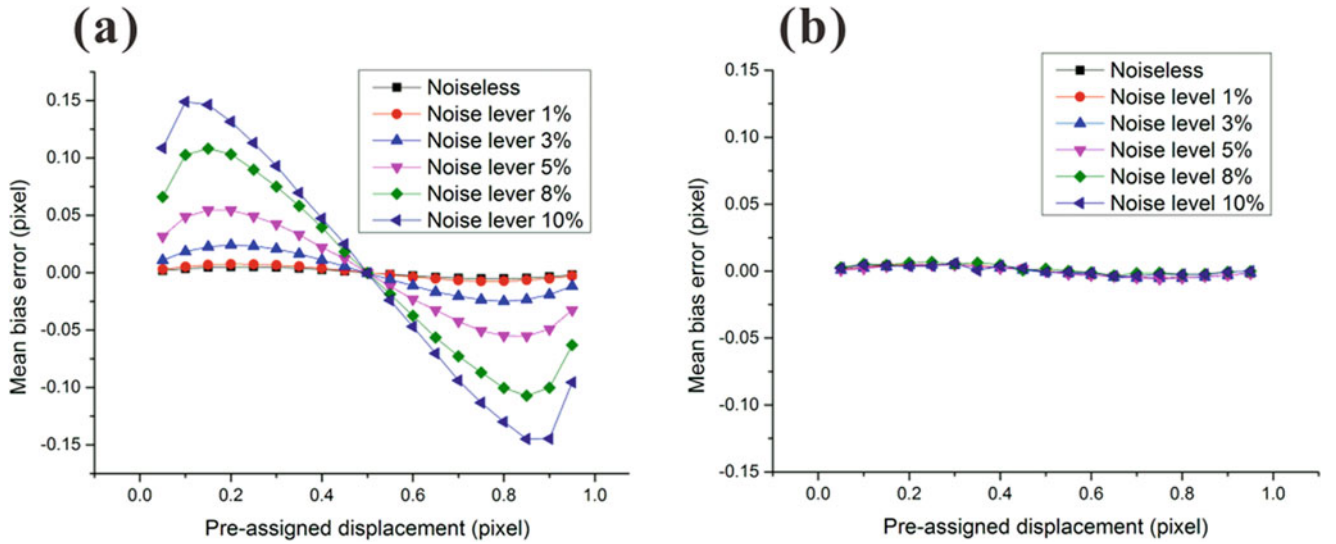 (a)
Noiseless
Noise lever 1%
Noise lever 3%
Noise lever 5%
Noise lever 8%
Noise lever 10%
0.15
0.10
0.05
0.00
-0.05
-0.10
-0.15
Mean bias error (pixel)
0.0 0.2 0.4 0.6 0.8 1.0
Pre-assigned displacement (pixel)
(b)
Noiseless
Noise level 1%
Noise level 3%
Noise level 5%
Noise level 8%
Noise level 10%
0.15
0.10
0.05
0.00
-0.05
-0.10
-0.15
Mean bias error (pixel)
0.0 0.2 0.4 0.6 0.8 1.0
Pre-assigned displacement (pixel)